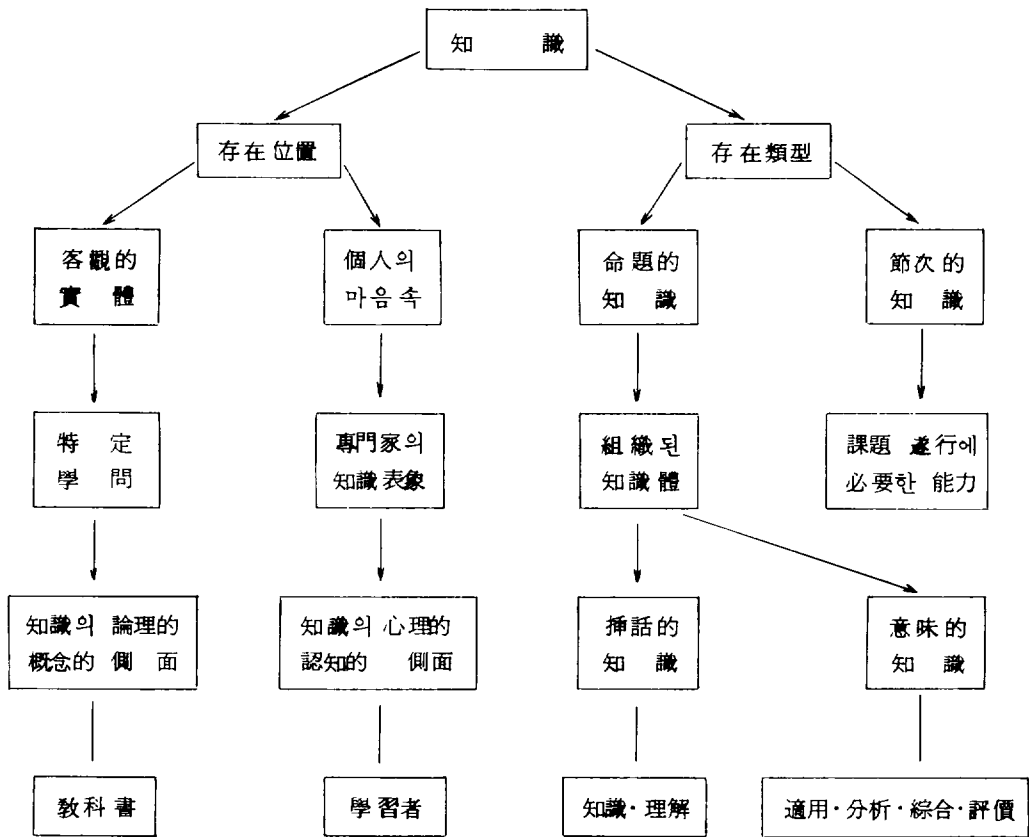 知 識
存在位置
存在類型
客觀的
實 體
個人의
마음속
命題的
知 識
節次的
知 識
特 定
學 問
專門家의
知識表象
組織된
知識體
課題 遂行에
必要한 能力
知識의 論理的
槪念的 側 面
知識의 心理的
認知的 側面
揷話的
知 識
意味的
知 識
敎科書
學習者
知識·理解
適用·分析·綜合·評價